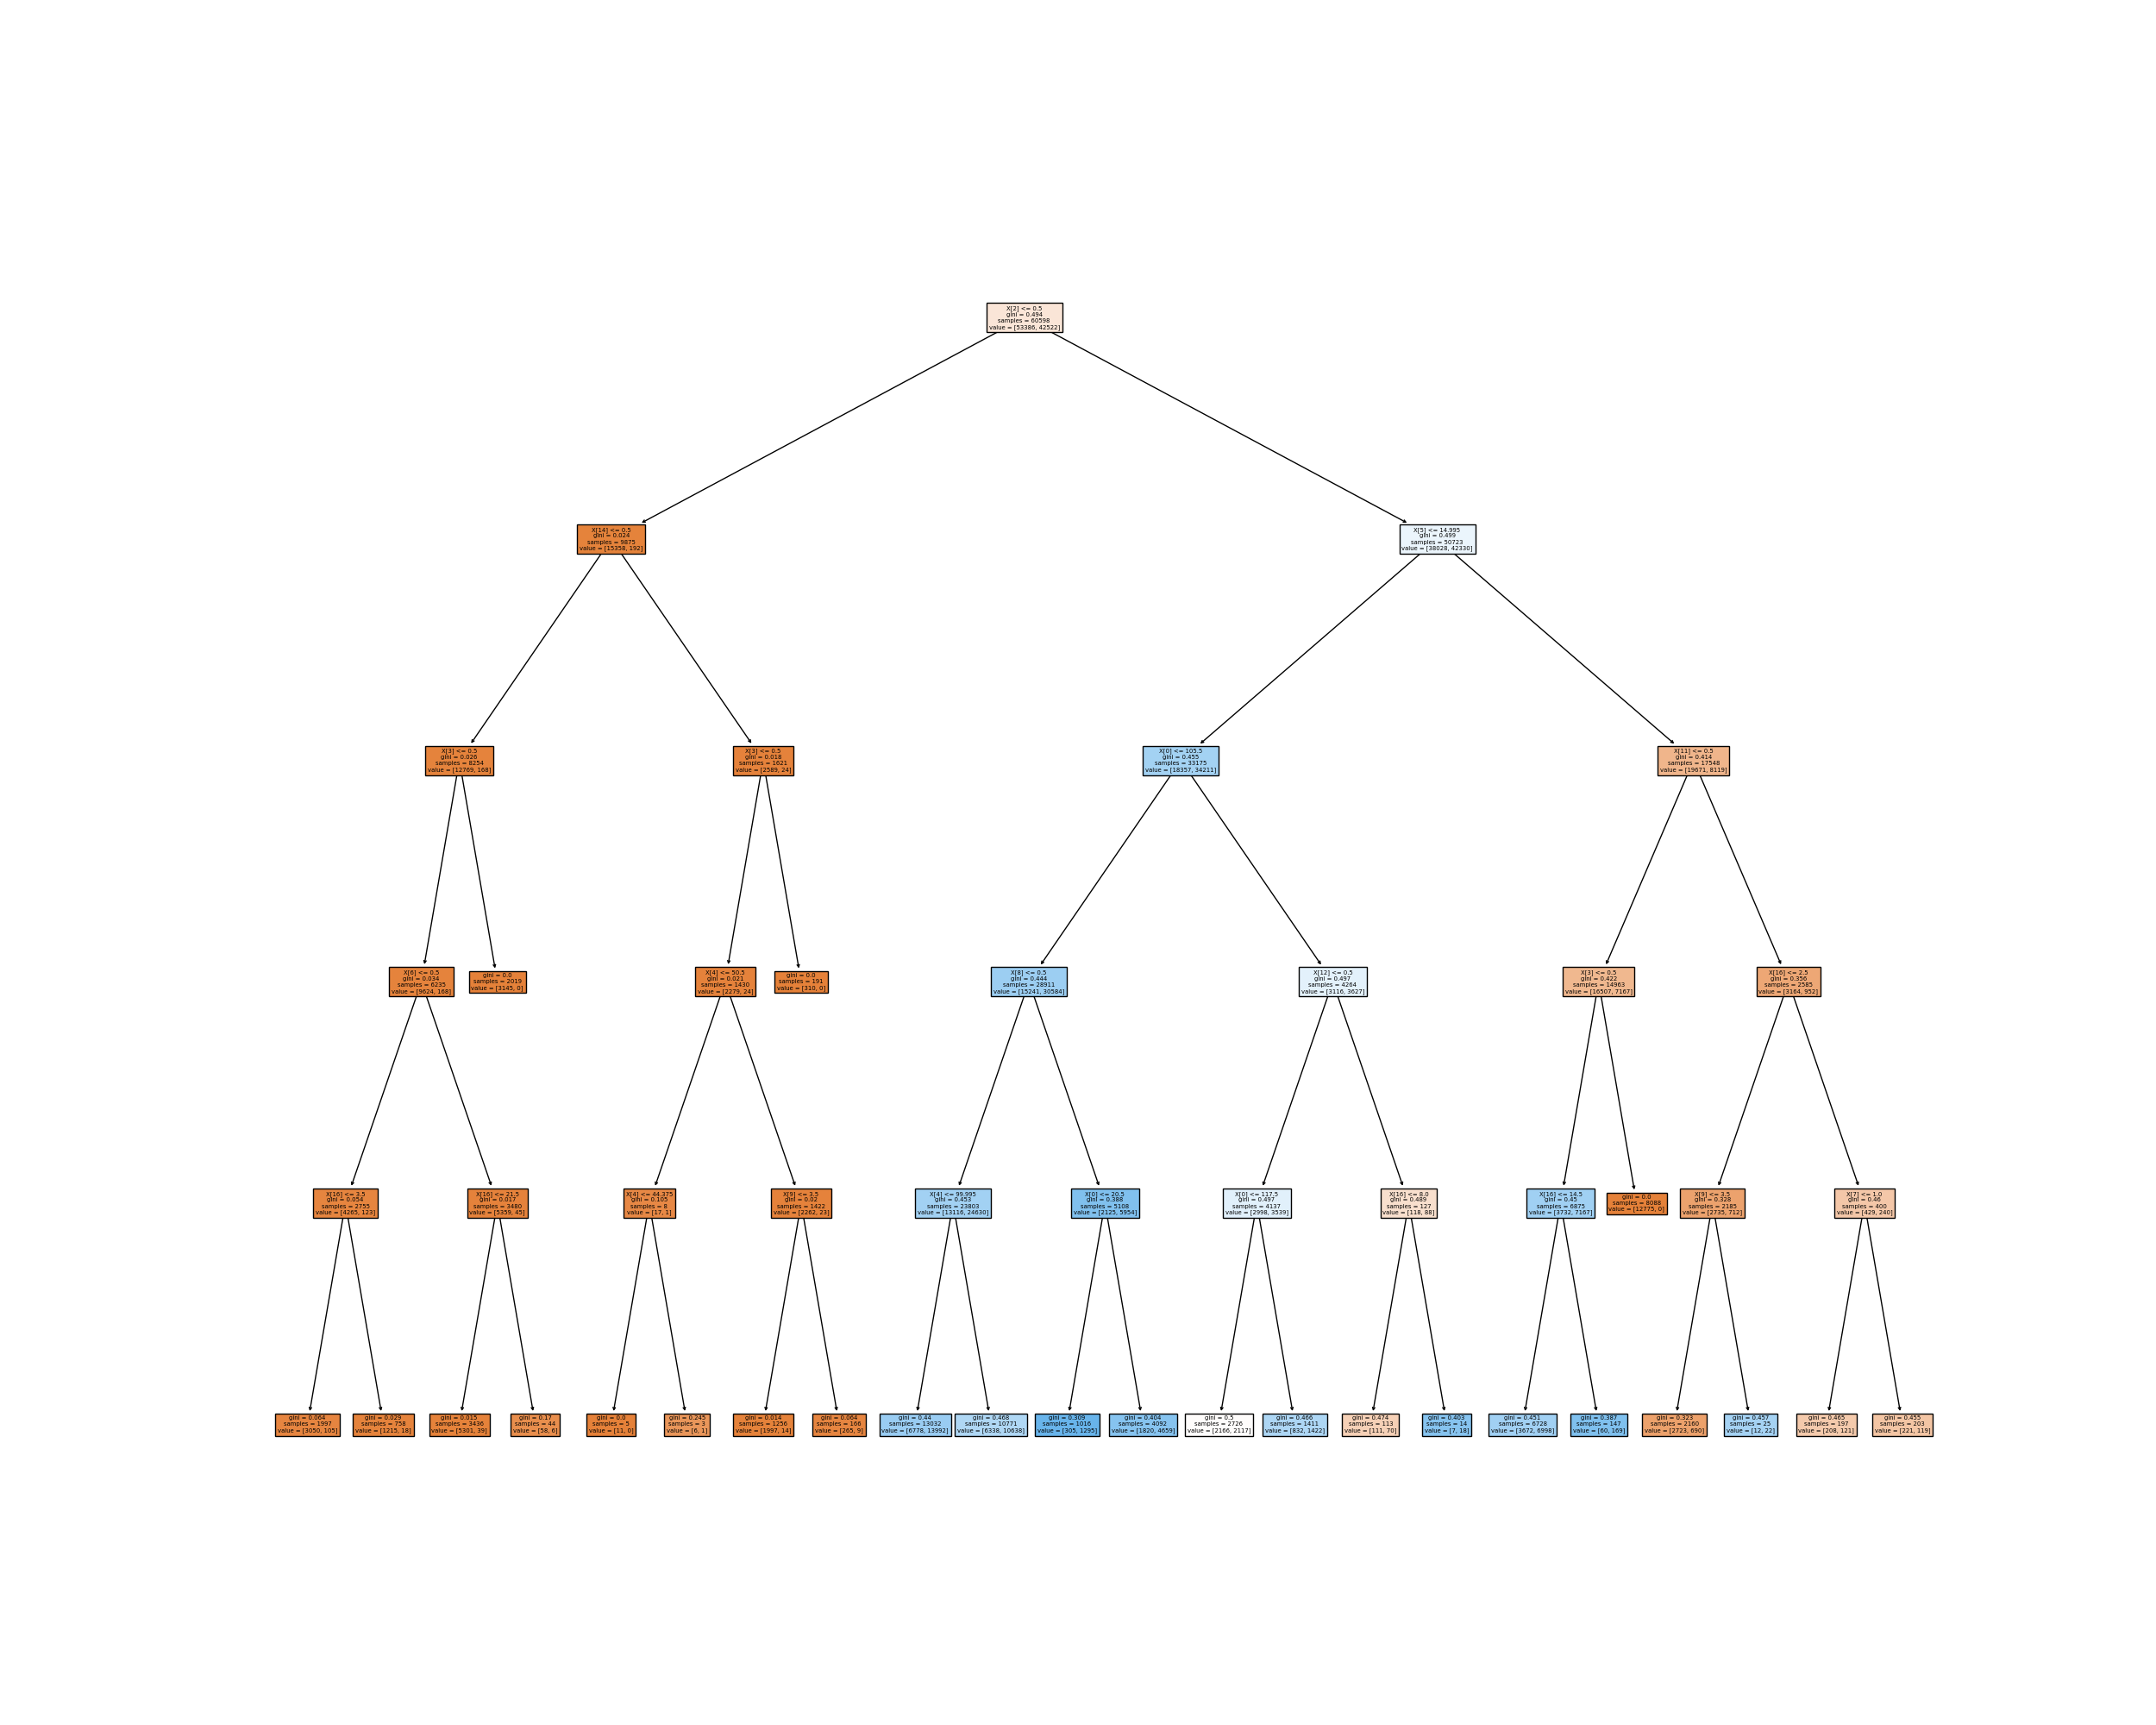 X[2] <= 0.5
gini = 0.494
samples = 60598
value = [53386, 42522]
X[14] <= 0.5
gini = 0.024
samples = 9875
value = [15358, 192]
X[5] <= 14.995
gini = 0.499
samples = 50723
value = [38028, 42330]
X[3] <= 0.5
gini = 0.026
samples = 8254
value = [12769, 168]
X[3] <= 0.5
gini = 0.018
samples = 1621
value = [2589, 24]
X[0] <= 105.5
gini = 0.455
samples = 33175
value = [18357, 34211]
X[11] <= 0.5
gini = 0.414
samples = 17548
value = [19671, 8119]
X[6] <= 0.5
gini = 0.034
samples = 6235
value = [9624, 168]
gini = 0.0
samples = 2019
value = [3145, 0]
X[4] <= 50.5
gini = 0.021
samples = 1430
value = [2279, 24]
gini = 0.0
samples = 191
value = [310, 0]
X[8] <= 0.5
gini = 0.444
samples = 28911
value = [15241, 30584]
X[12] <= 0.5
gini = 0.497
samples = 4264
value = [3116, 3627]
X[3] <= 0.5
gini = 0.422
samples = 14963
value = [16507, 7167]
X[16] <= 2.5
gini = 0.356
samples = 2585
value = [3164, 952]
X[16] <= 3.5
gini = 0.054
samples = 2755
value = [4265, 123]
X[16] <= 21.5
gini = 0.017
samples = 3480
value = [5359, 45]
X[4] <= 44.375
gini = 0.105
samples = 8
value = [17, 1]
X[9] <= 3.5
gini = 0.02
samples = 1422
value = [2262, 23]
X[4] <= 99.995
gini = 0.453
samples = 23803
value = [13116, 24630]
X[0] <= 20.5
gini = 0.388
samples = 5108
value = [2125, 5954]
X[0] <= 117.5
gini = 0.497
samples = 4137
value = [2998, 3539]
X[16] <= 8.0
gini = 0.489
samples = 127
value = [118, 88]
X[16] <= 14.5
gini = 0.45
samples = 6875
value = [3732, 7167]
gini = 0.0
samples = 8088
value = [12775, 0]
X[9] <= 3.5
gini = 0.328
samples = 2185
value = [2735, 712]
X[7] <= 1.0
gini = 0.46
samples = 400
value = [429, 240]
gini = 0.064
samples = 1997
value = [3050, 105]
gini = 0.029
samples = 758
value = [1215, 18]
gini = 0.015
samples = 3436
value = [5301, 39]
gini = 0.17
samples = 44
value = [58, 6]
gini = 0.0
samples = 5
value = [11, 0]
gini = 0.245
samples = 3
value = [6, 1]
gini = 0.014
samples = 1256
value = [1997, 14]
gini = 0.064
samples = 166
value = [265, 9]
gini = 0.44
samples = 13032
value = [6778, 13992]
gini = 0.468
samples = 10771
value = [6338, 10638]
gini = 0.309
samples = 1016
value = [305, 1295]
gini = 0.404
samples = 4092
value = [1820, 4659]
gini = 0.5
samples = 2726
value = [2166, 2117]
gini = 0.466
samples = 1411
value = [832, 1422]
gini = 0.474
samples = 113
value = [111, 70]
gini = 0.403
samples = 14
value = [7, 18]
gini = 0.451
samples = 6728
value = [3672, 6998]
gini = 0.387
samples = 147
value = [60, 169]
gini = 0.323
samples = 2160
value = [2723, 690]
gini = 0.457
samples = 25
value = [12, 22]
gini = 0.465
samples = 197
value = [208, 121]
gini = 0.455
samples = 203
value = [221, 119]